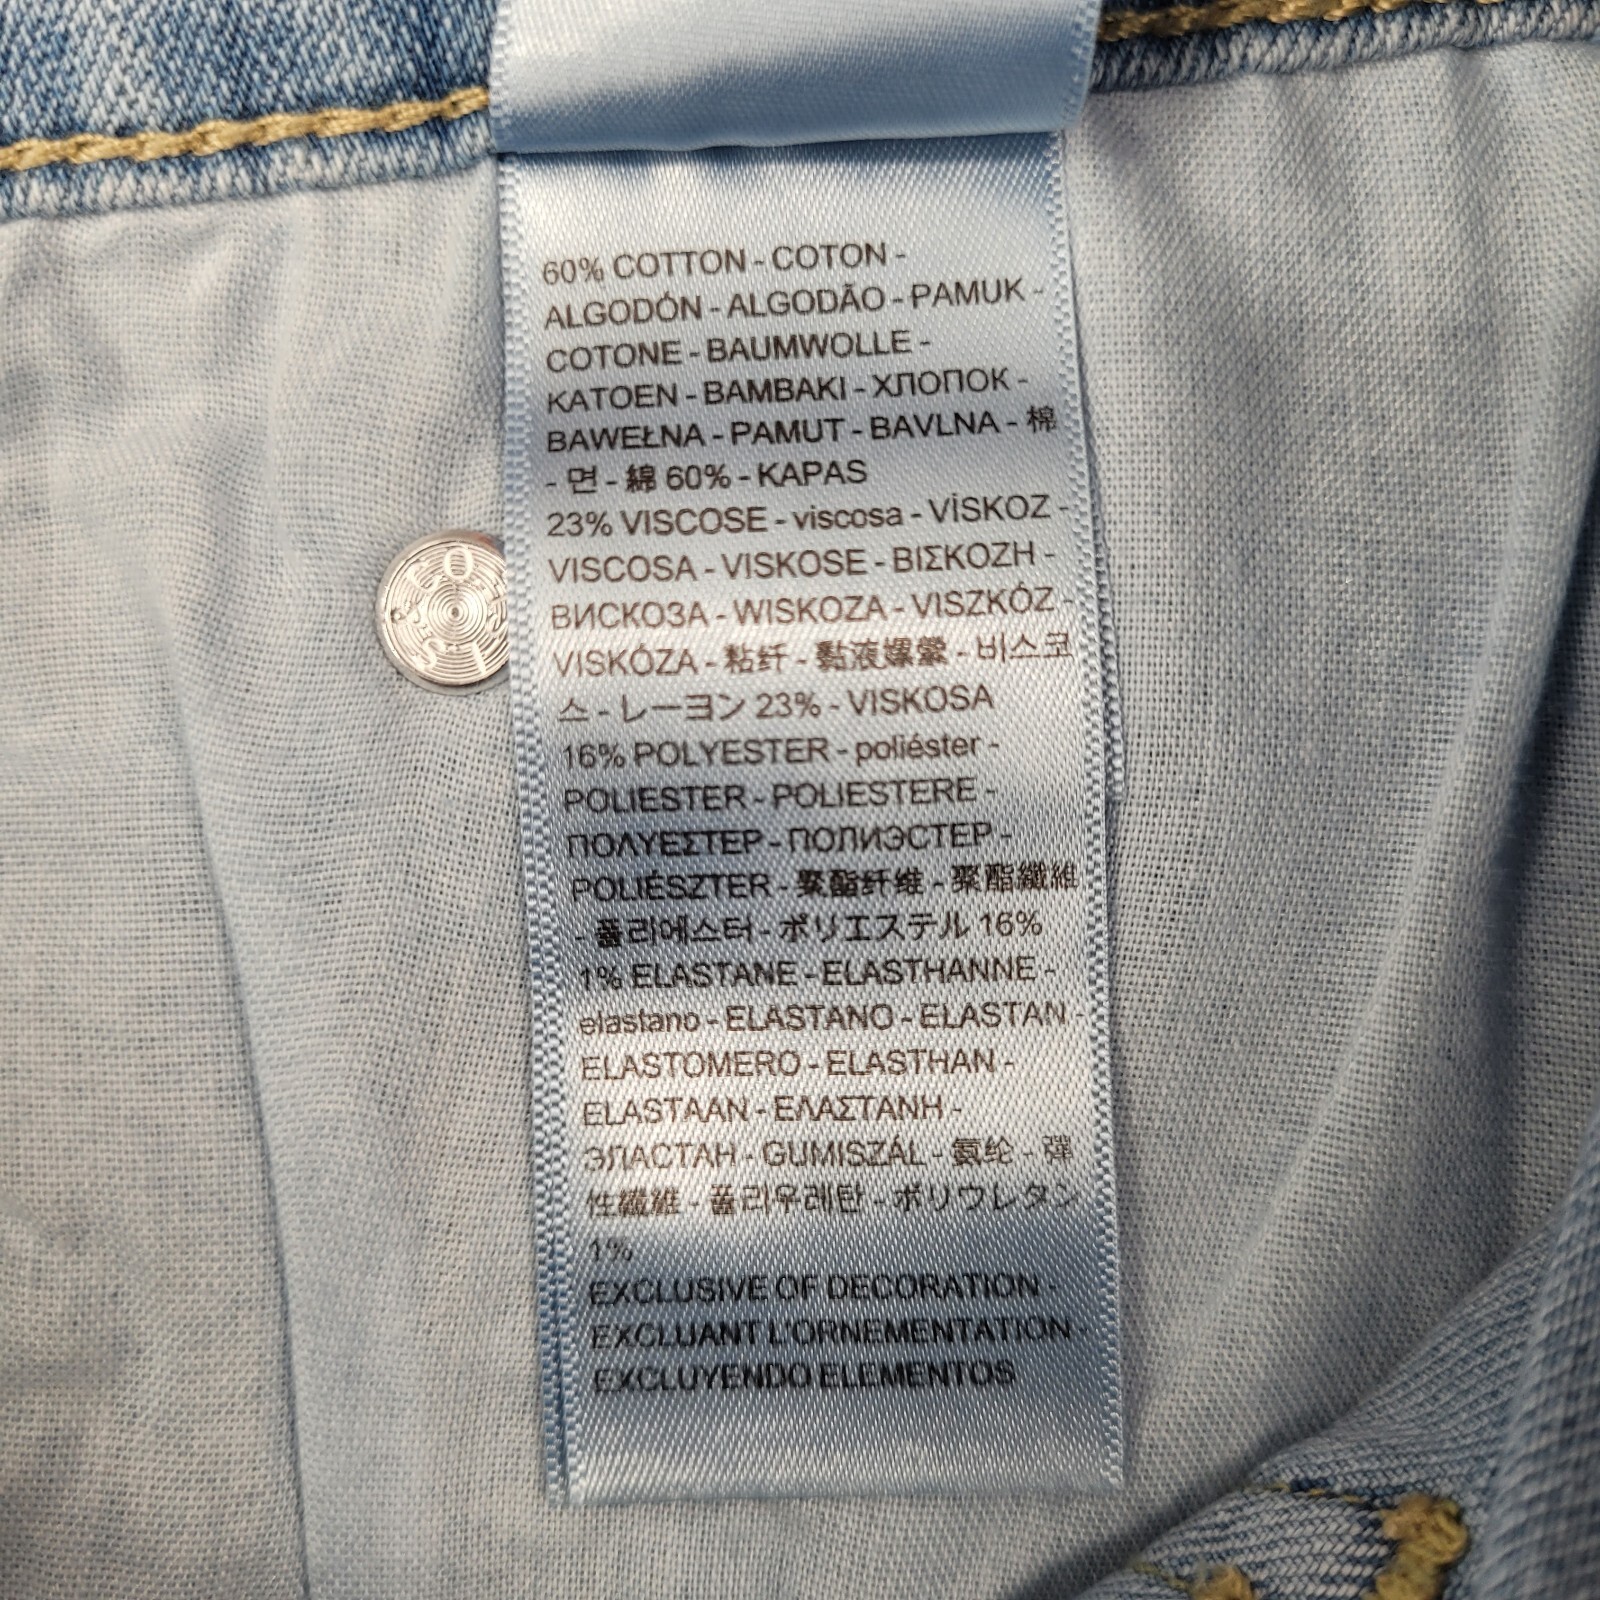 60% COTTON - COTON -
ALGODÓN - ALGODÃO - PAMUK -
COTONE - BAUMWOLLE -
KATOEN - BAMBAKI - ХЛОПОК -
BAWEŁNA - PAMUT - BAVLNA - 棉
- 면 - 綿 60% - KAPAS
23% VISCOSE - viscosa - VİSKOZ -
VISCOSA - VISKOSE - ΒΙΣΚΟΖΗ -
ВИСКОЗА - WISKOZA - VISZKÓZ -
VISKÓZA - 粘纤 - 黏液嫘縈 - 비스코
스 - レーヨン 23% - VISKOSA
16% POLYESTER - poliéster -
POLIESTER - POLIESTERE -
ΠΟΛΥΕΣΤΕΡ - ПОЛИЭСТЕР -
POLIÉSZTER - 聚酯纤维 - 聚酯纖維
- 폴리에스터 - ポリエステル 16%
1% ELASTANE - ELASTHANNE -
elastano - ELASTANO - ELASTAN -
ELASTOMERO - ELASTHAN -
ELASTAAN - ΕΛΑΣΤΑΝΗ -
ЭЛАСТАН - GUMISZÁL - 氨纶 - 彈
性纖維 - 폴리우레탄 - ポリウレタン
1%
EXCLUSIVE OF DECORATION -
EXCLUANT L'ORNEMENTATION -
EXCLUYENDO ELEMENTOS